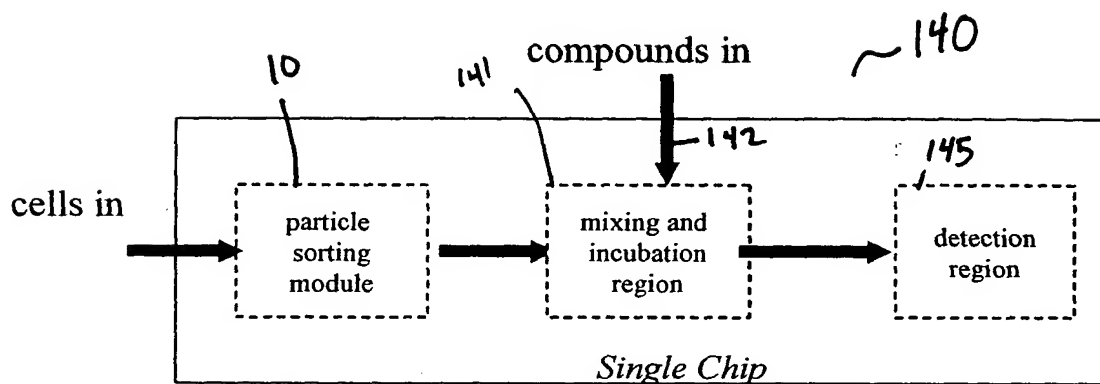 140
compounds in
10
141
142
145
cells in
particle
sorting
module
mixing and
incubation
region
detection
region
Single Chip